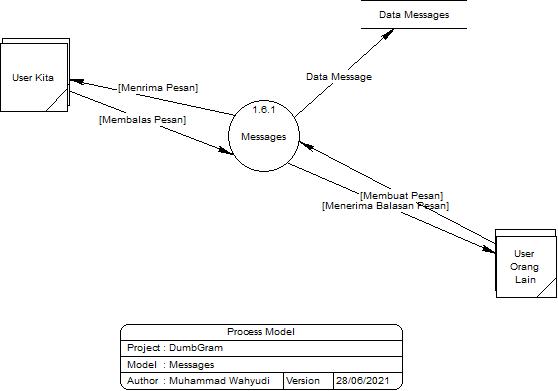 Data Messages
User Kita
Data Message
[Menrima Pesan]
1.6.1
[Membalas Pesan]
Messages
[Membuat Pesan]
[Menerima Balasan Pesan]
User
Orang
Lain
Process Model
Project : DumbGram
Model : Messages
Author : Muhammad Wahyudi Version 28/06/2021